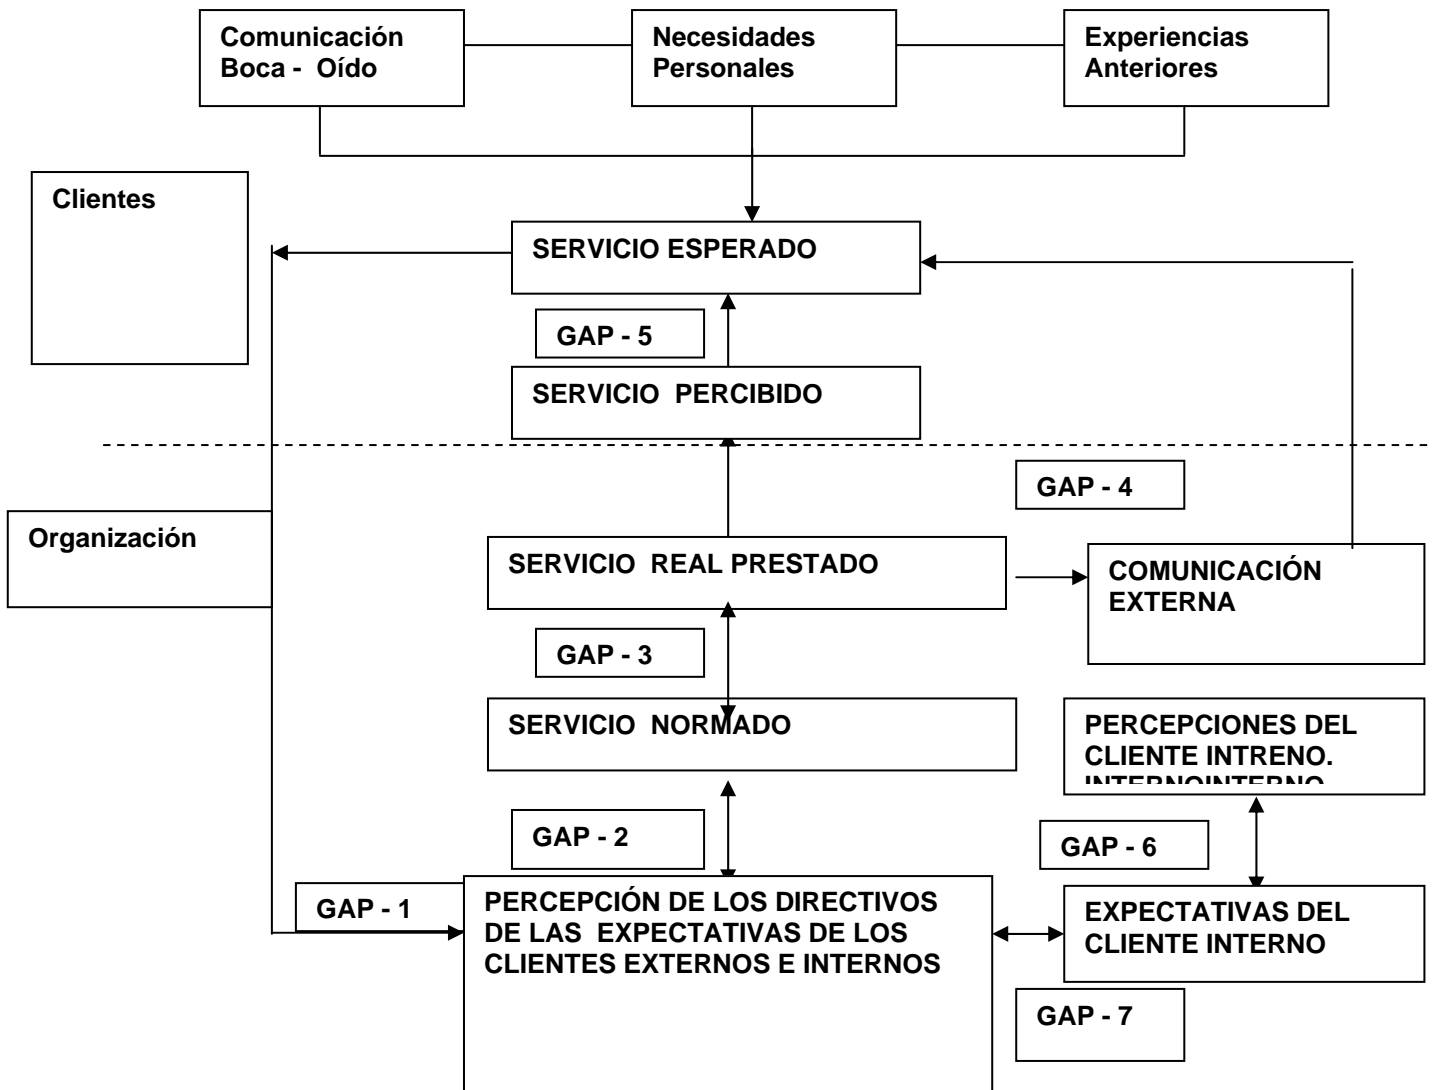 Comunicación
Boca - Oído
Necesidades
Personales
Experiencias
Anteriores
Clientes
SERVICIO ESPERADO
GAP - 5
SERVICIO PERCIBIDO
GAP - 4
Organización
SERVICIO REAL PRESTADO
COMUNICACIÓN
EXTERNA
GAP - 3
SERVICIO NORMADO
PERCEPCIONES DEL
CLIENTE INTRENO.
INTERNOINTERNO
GAP - 2
GAP - 6
GAP - 1
PERCEPCIÓN DE LOS DIRECTIVOS
DE LAS EXPECTATIVAS DE LOS
CLIENTES EXTERNOS E INTERNOS
EXPECTATIVAS DEL
CLIENTE INTERNO
GAP - 7